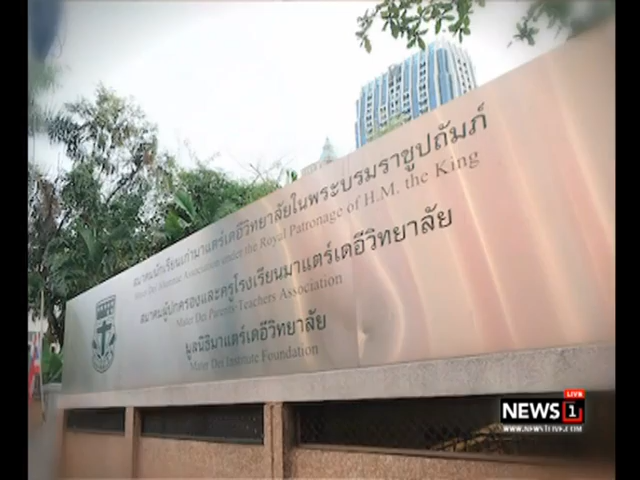 สมาคมนักเรียนเก่ามาแตร์เดอีวิทยาลัยในพระบรมราชูปถัมภ์
Mater Dei Alumnae Association under the Royal Patronage of H.M. the King
สมาคมผู้ปกครองและครูโรงเรียนมาแตร์เดอีวิทยาลัย
Mater Dei Parents-Teachers Association
มูลนิธิมาแตร์เดอีวิทยาลัย
Mater Dei Institute Foundation
LIVE
NEWS 1
WWW.NEWS1LIVE.COM